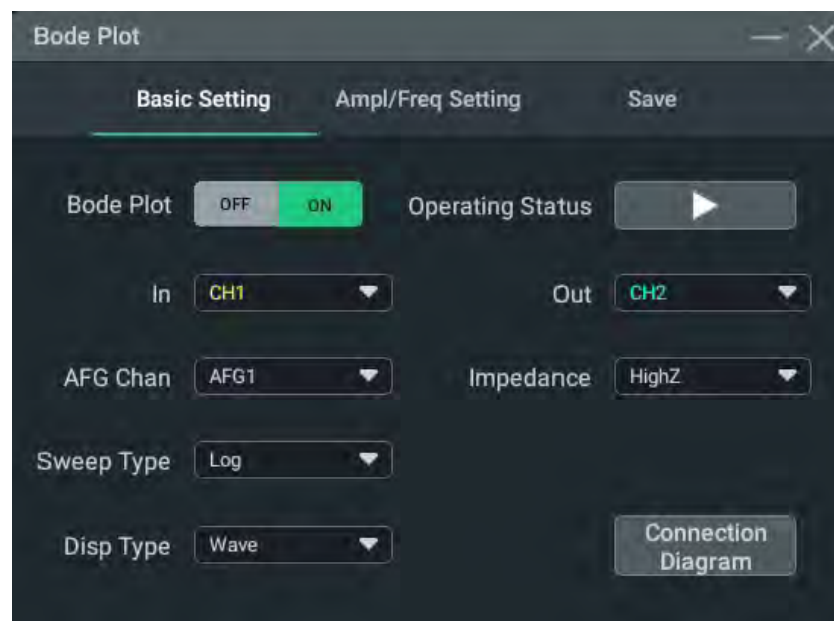 Bode Plot
Basic Setting Ampl/Freq Setting Save
Bode Plot OFF ON Operating Status
In CH1 Out CH2
AFG Chan AFG1 Impedance HighZ
Sweep Type Log
Disp Type Wave Connection
Diagram